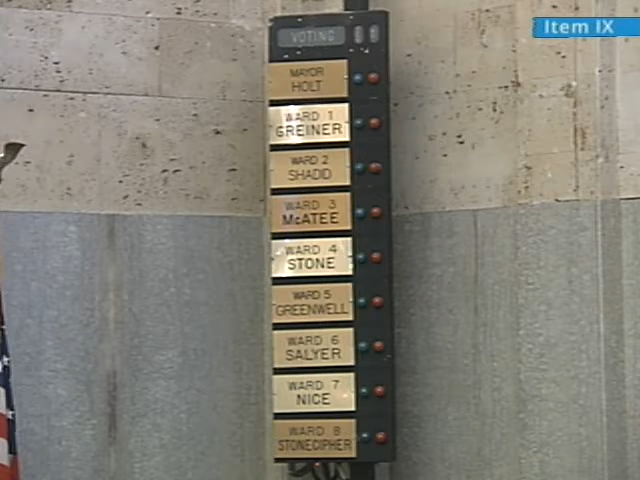 Item IX
VOTING
MAYOR
HOLT
WARD 1
GREINER
WARD 2
SHADID
WARD 3
McATEE
WARD 4
STONE
WARD 5
GREENWELL
WARD 6
SALYER
WARD 7
NICE
WARD 8
STONECIPHER